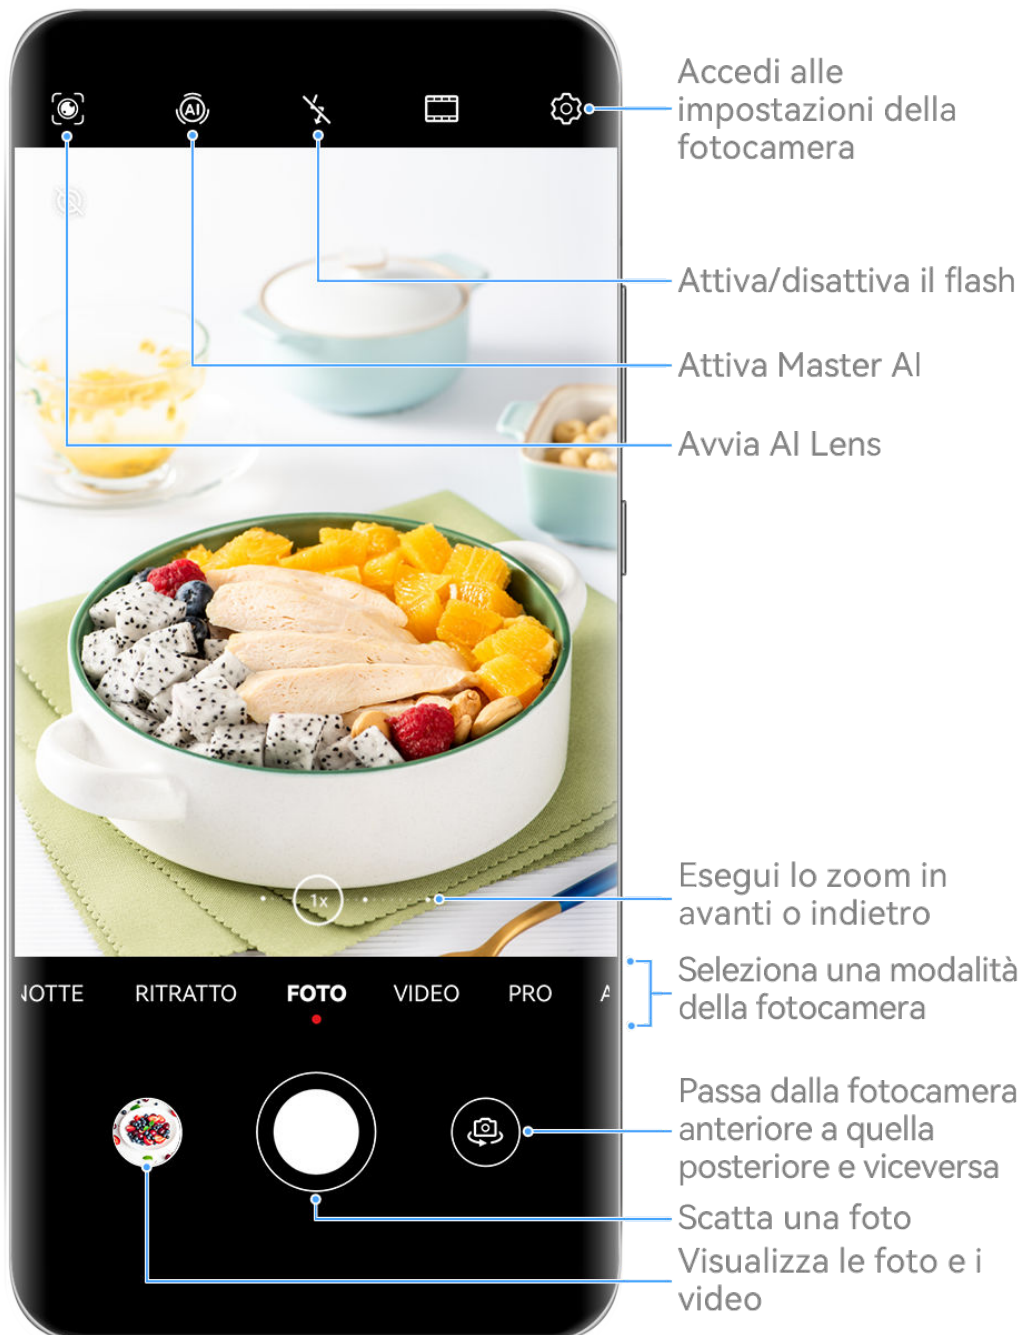 AI
Accedi alle
impostazioni della
fotocamera
Attiva/disattiva il flash
Attiva Master AI
Avvia AI Lens
1x
Esegui lo zoom in
avanti o indietro
Seleziona una modalità
della fotocamera
RITRATTO FOTO VIDEO PRO
Passa dalla fotocamera
anteriore a quella
posteriore e viceversa
Scatta una foto
Visualizza le foto e i
video